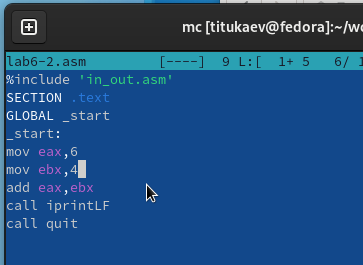 mc [titukaev@fedora]:~/wo
lab6-2.asm [----] 9 L:[ 1+ 5 6/ 1
%include 'in_out.asm'
SECTION .text
GLOBAL _start
_start:
mov eax,6
mov ebx,4
add eax,ebx
call iprintLF
call quit